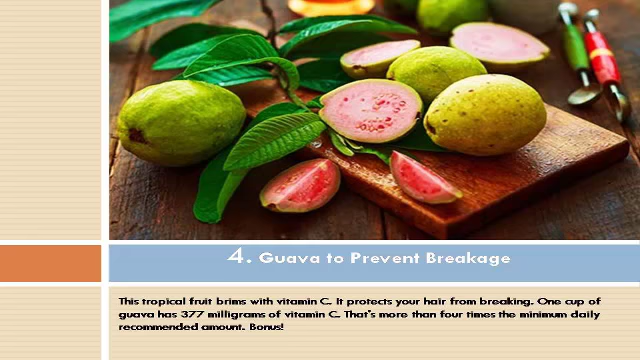 4. Guava to Prevent Breakage
This tropical fruit brims with vitamin C. It protects your hair from breaking. One cup of
guava has 377 milligrams of vitamin C. That's more than four times the minimum daily
recommended amount. Bonus!